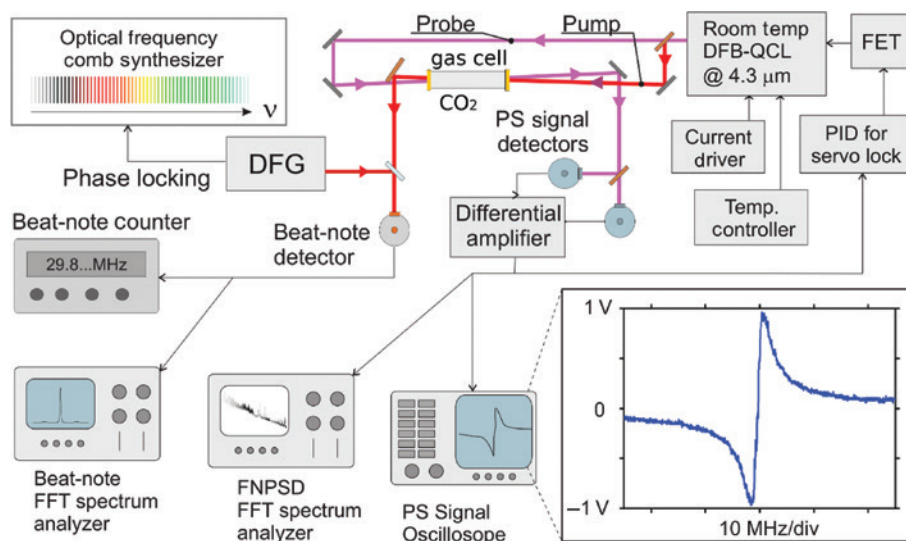 Optical frequency
comb synthesizer
ν
Phase locking
DFG
Probe
Pump
gas cell
CO₂
Room temp
DFB-QCL
@ 4.3 μm
FET
PS signal
detectors
Current
driver
PID for
servo lock
Temp.
controller
Differential
amplifier
Beat-note
detector
Beat-note counter
29.8...MHz
Beat-note
FFT spectrum
analyzer
FNPSD
FFT spectrum
analyzer
PS Signal
Oscilloscope
1 V
0
−1 V
10 MHz/div